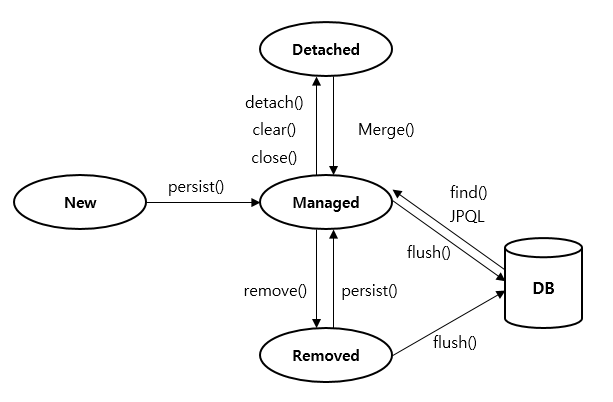 Detached
detach()
clear()
close()
Merge()
New
persist()
Managed
find()
JPQL
flush()
DB
remove()
persist()
flush()
Removed